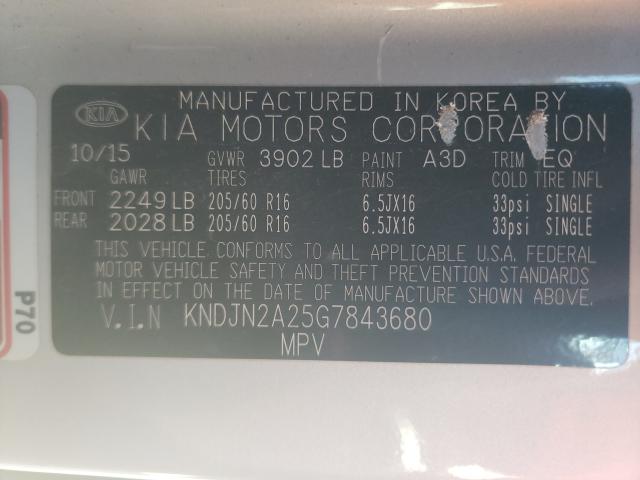 MANUFACTURED IN KOREA BY
KIA KIA MOTORS CORPORATION
10/15 GVWR 3902 LB PAINT A3D TRIM EQ
GAWR TIRES RIMS COLD TIRE INFL
FRONT 2249 LB 205/60 R16 6.5JX16 33psi SINGLE
REAR 2028 LB 205/60 R16 6.5JX16 33psi SINGLE
THIS VEHICLE CONFORMS TO ALL APPLICABLE U.S.A. FEDERAL
MOTOR VEHICLE SAFETY AND THEFT PREVENTION STANDARDS
IN EFFECT ON THE DATE OF MANUFACTURE SHOWN ABOVE.
V.I.N KNDJN2A25G7843680
MPV
P70